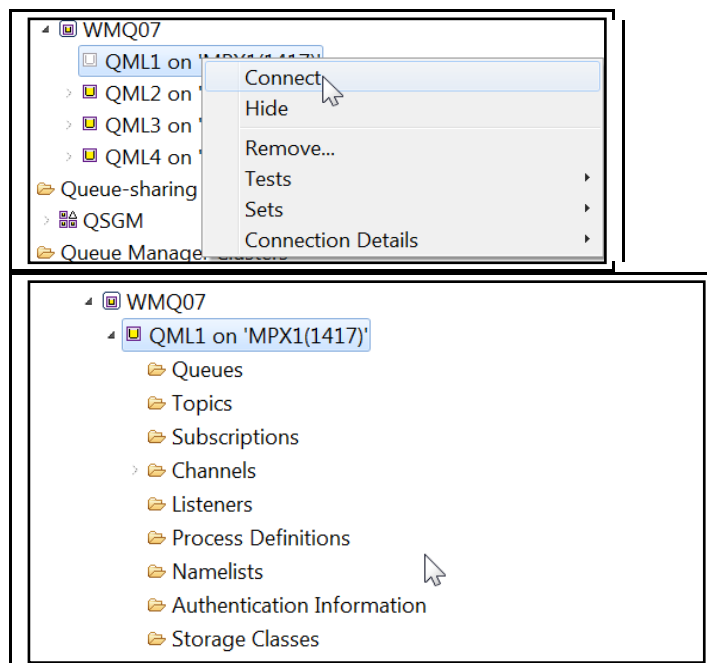 WMQ07
QML1 on 'MPX1(1417)'
Connect
QML2 on '
Hide
QML3 on '
QML4 on '
Remove...
Queue-sharing
Tests
QSGM
Sets
Queue Manager Clusters
Connection Details
WMQ07
QML1 on 'MPX1(1417)'
Queues
Topics
Subscriptions
Channels
Listeners
Process Definitions
Namelists
Authentication Information
Storage Classes